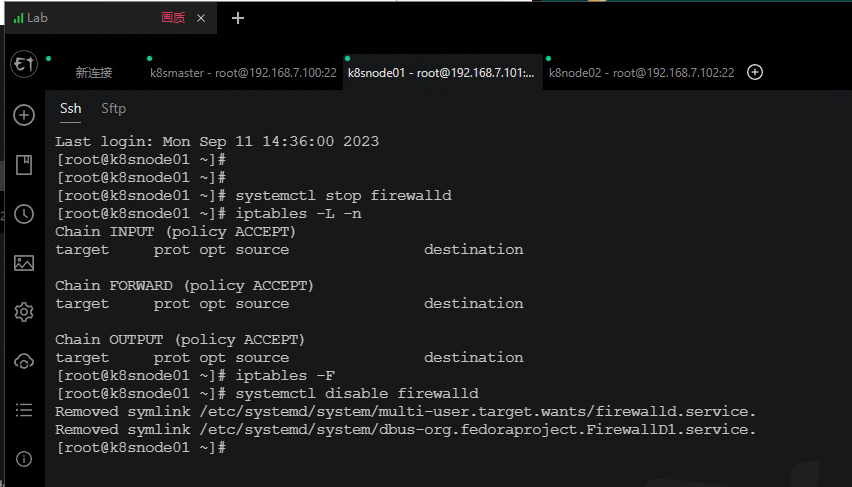 Lab 画质 × +
新连接 k8smaster - root@192.168.7.100:22 k8snode01 - root@192.168.7.101:... k8node02 - root@192.168.7.102:22
Ssh Sftp
Last login: Mon Sep 11 14:36:00 2023
[root@k8snode01 ~]#
[root@k8snode01 ~]#
[root@k8snode01 ~]# systemctl stop firewalld
[root@k8snode01 ~]# iptables -L -n
Chain INPUT (policy ACCEPT)
target     prot opt source               destination
Chain FORWARD (policy ACCEPT)
target     prot opt source               destination
Chain OUTPUT (policy ACCEPT)
target     prot opt source               destination
[root@k8snode01 ~]# iptables -F
[root@k8snode01 ~]# systemctl disable firewalld
Removed symlink /etc/systemd/system/multi-user.target.wants/firewalld.service.
Removed symlink /etc/systemd/system/dbus-org.fedoraproject.FirewallD1.service.
[root@k8snode01 ~]#